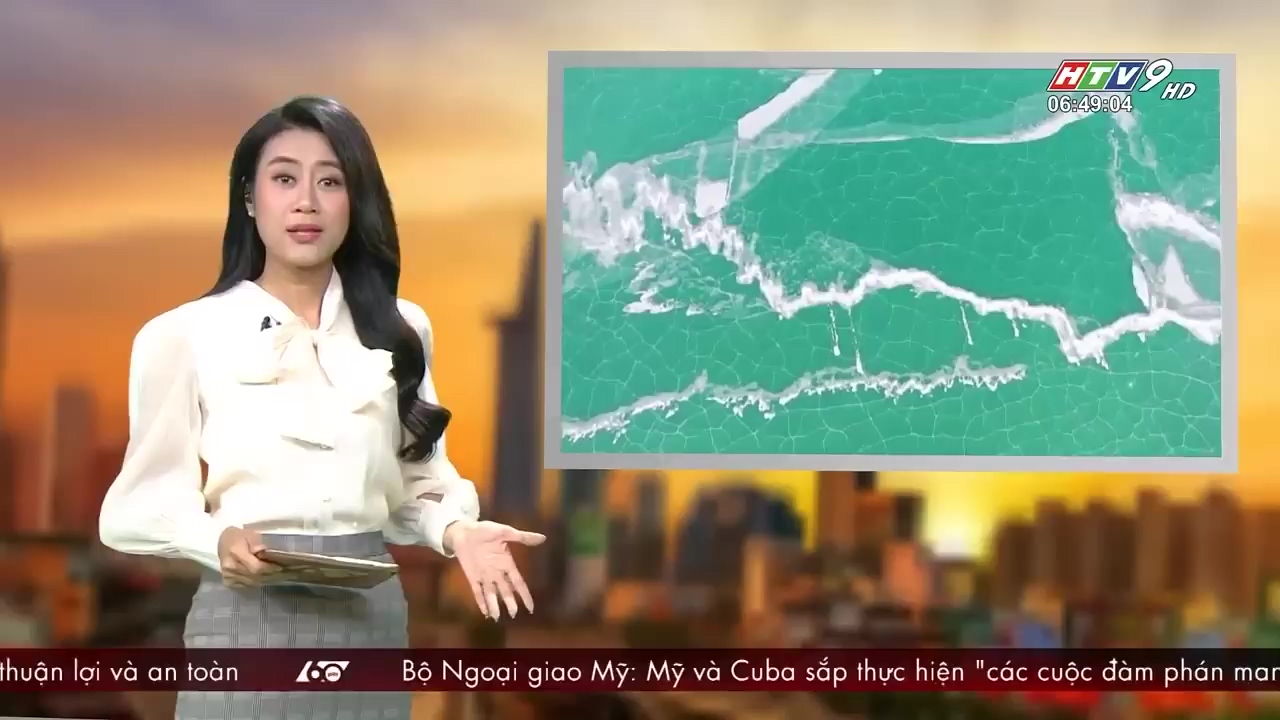 HTV9 HD
06:49:04
thuận lợi và an toàn
60 Bộ Ngoại giao Mỹ: Mỹ và Cuba sắp thực hiện "các cuộc đàm phán man